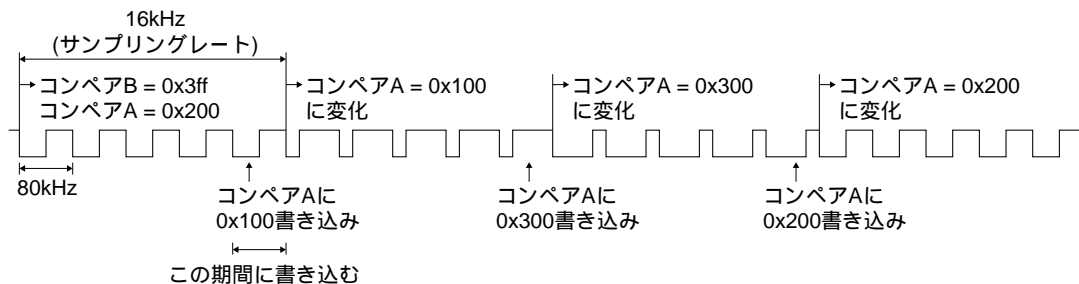 16kHz
(サンプリングレート)
コンペアB = 0x3ff
コンペアA = 0x200
コンペアA = 0x100
に変化
コンペアA = 0x300
に変化
コンペアA = 0x200
に変化
80kHz
コンペアAに
0x100書き込み
コンペアAに
0x300書き込み
コンペアAに
0x200書き込み
この期間に書き込む